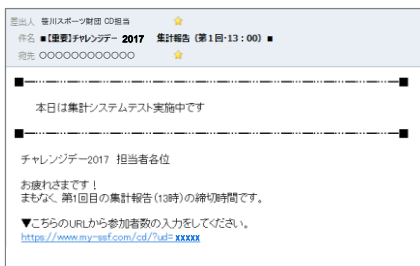 差出人 笹川スポーツ財団 CD担当
件名 ■【重要】チャレンジデー 2017 集計報告（第1回-13：00）■
宛先 〇〇〇〇〇〇〇〇〇〇〇〇
■━━…━━…━━…━━…━━…━━…━━…━━…━━■
本日は集計システムテスト実施中です
■━━…━━…━━…━━…━━…━━…━━…━━…━━■
チャレンジデー2017 担当者各位
お疲れさまです！
まもなく、第1回目の集計報告（13時）の締切時間です。
▼こちらのURLから参加者数の入力をしてください。
https://www.my-ssf.com/cd/?ud=xxxxx